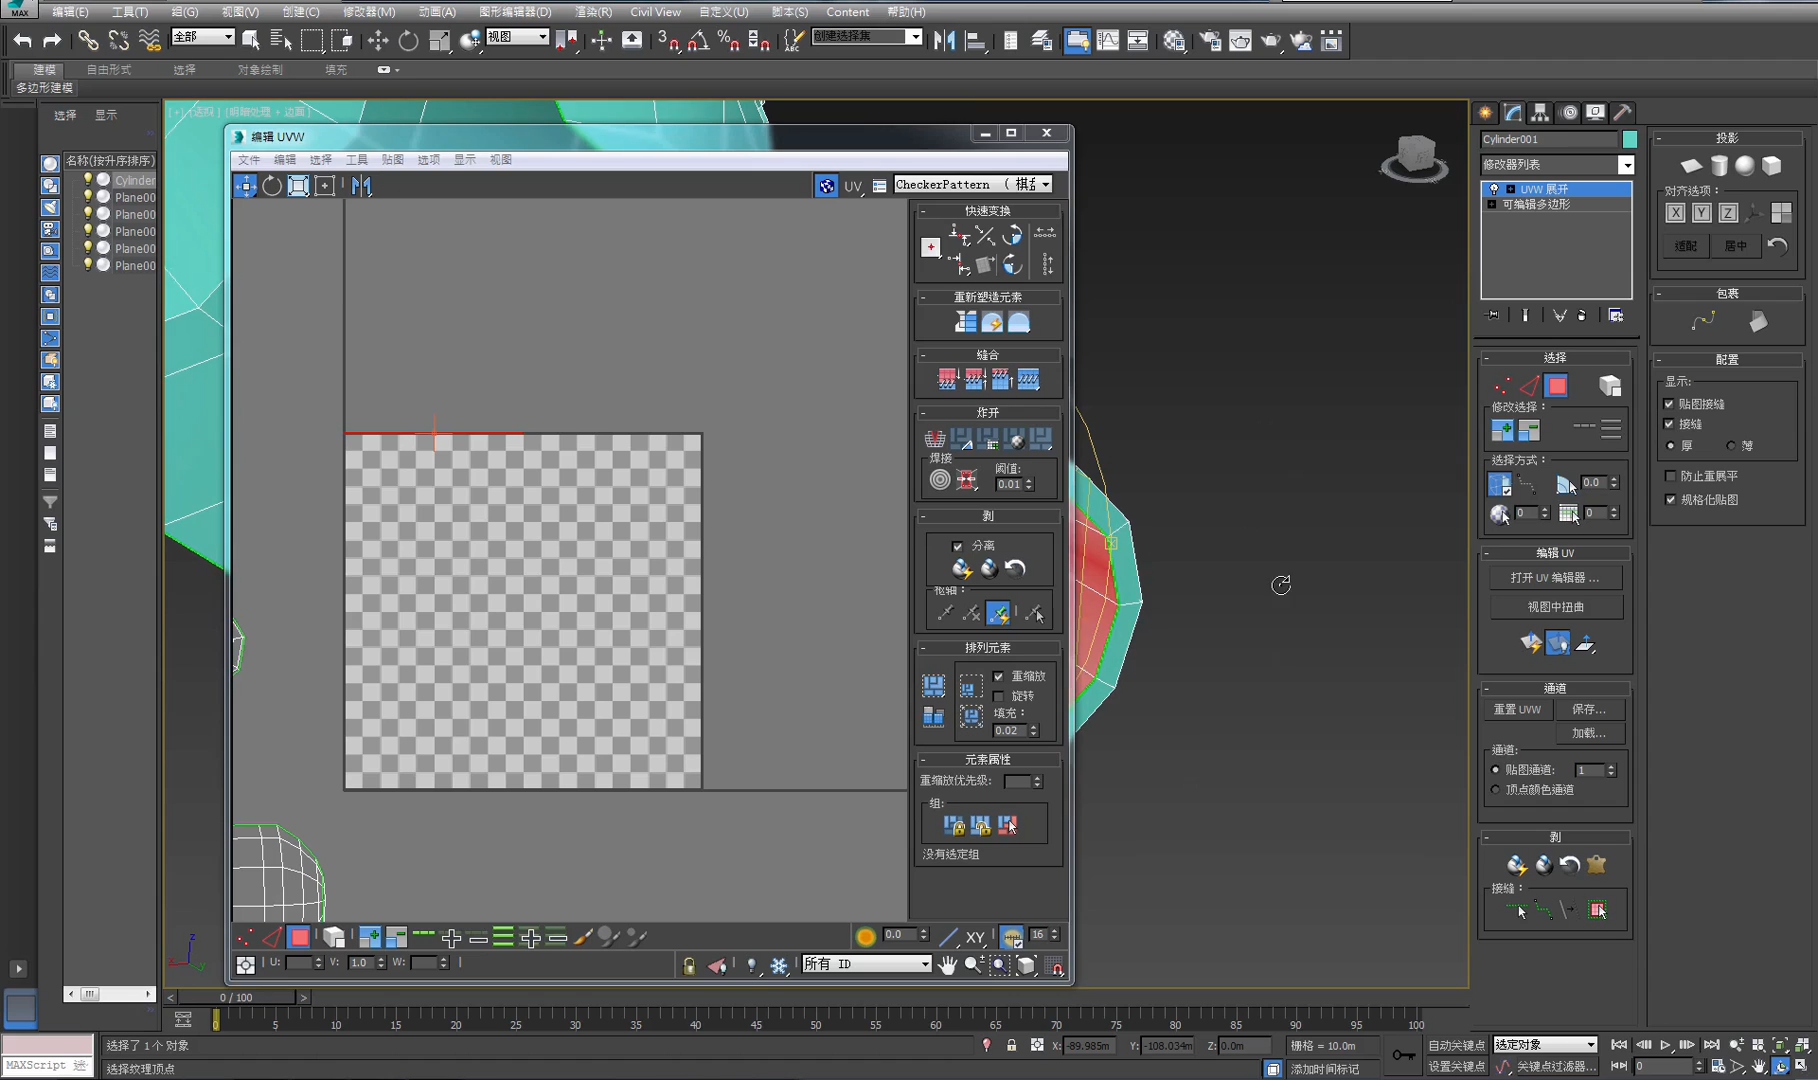 MAX
编辑(E) 工具(T) 组(G) 视图(V) 创建(C) 修改器(M) 动画(A) 图形编辑器(D) 渲染(R) Civil View 自定义(U) 脚本(S) Content 帮助(H)
全部 视图 3 % ABC 创建选择集
建模 自由形式 选择 对象绘制 填充
多边形建模
选择 显示
名称(按升序排序)
Cylinder
Plane00
Plane00
Plane00
Plane00
Plane00
编辑 UVW
文件 编辑 选择 工具 贴图 选项 显示 视图
UV CheckerPattern ( 棋盘
快速变换
重新塑造元素
缝合
炸开
焊接
阈值:
0.01
剥
分离
枢轴:
排列元素
重缩放
旋转
填充:
0.02
元素属性
重缩放优先级:
组:
没有选定组
0.0 XY 16
U: V: 1.0 W:
所有 ID
Cylinder001
修改器列表
UVW 展开
可编辑多边形
选择
修改选择:
选择方式:
0.0
0 0
编辑 UV
打开 UV 编辑器 ...
视图中扭曲
通道
重置 UVW 保存...
加载...
通道:
贴图通道: 1
顶点颜色通道
剥
接缝:
投影
对齐选项:
X Y Z
适配 居中
包裹
配置
显示:
贴图接缝
接缝
厚 薄
防止重展平
规格化贴图
z
0 / 100
0 5 10 15 20 25 30 35 40 45 50 55 60 65 70 75 80 85 90 95 100
选择了 1 个 对象 X: -89.985m Y: -108.034m Z: 0.0m 栅格 = 10.0m 自动关键点 选定对象
MAXScript 迷
选择纹理顶点 添加时间标记 设置关键点 关键点过滤器... 0